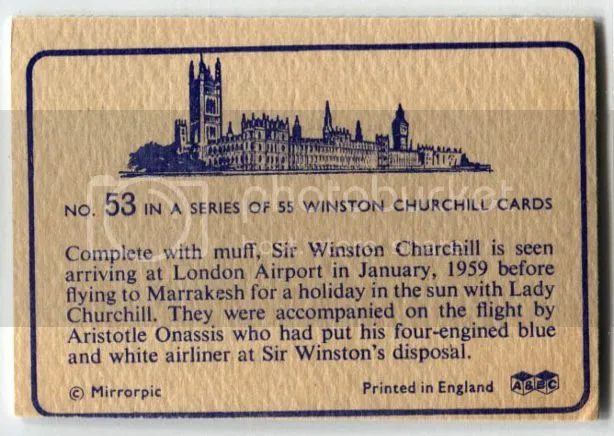 NO. 53 IN A SERIES OF 55 WINSTON CHURCHILL CARDS
Complete with muff, Sir Winston Churchill is seen
arriving at London Airport in January, 1959 before
flying to Marrakesh for a holiday in the sun with Lady
Churchill. They were accompanied on the flight by
Aristotle Onassis who had put his four-engined blue
and white airliner at Sir Winston's disposal.
© Mirrorpic Printed in England A&BC
photobucket